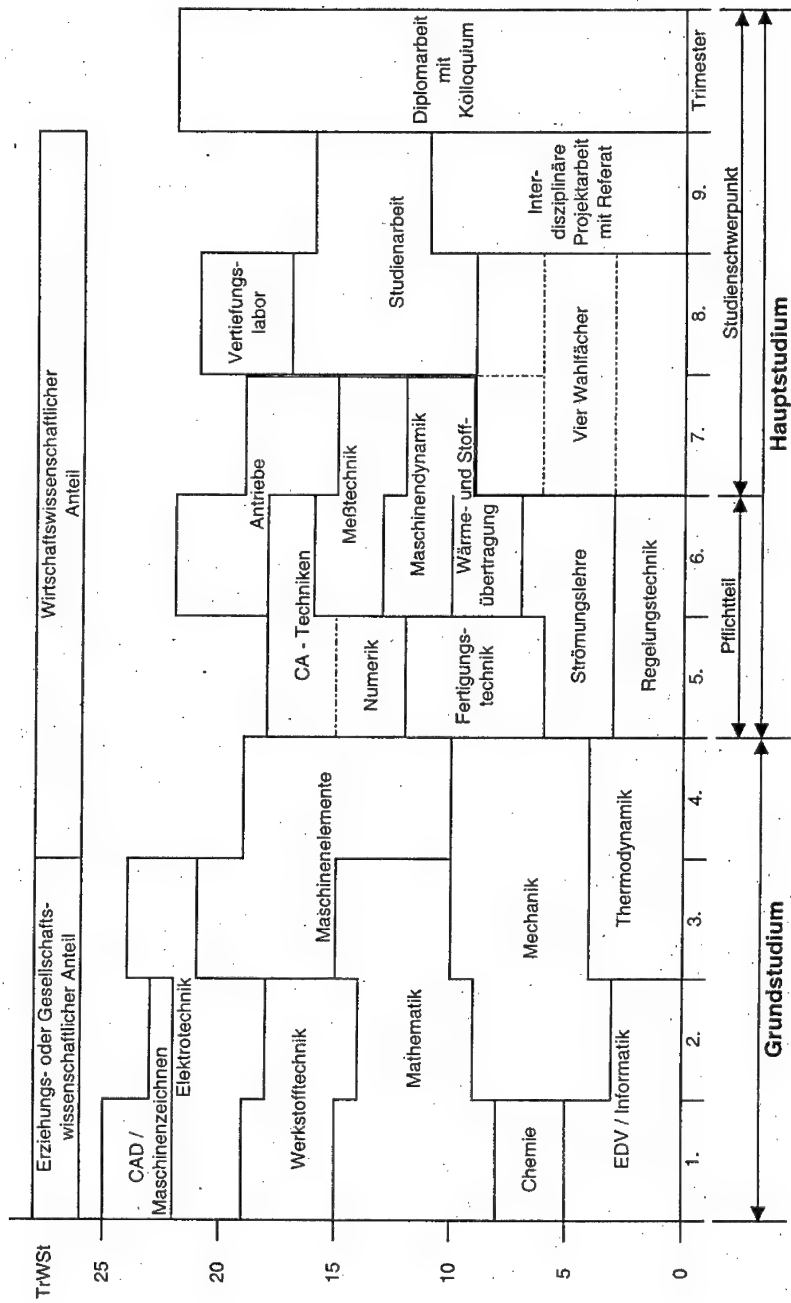 TrWSt
Erziehungs- oder Gesellschafts-
wissenschaftlicher Anteil
Wirtschaftswissenschaftlicher
Anteil
25
20
15
10
5
0
CAD /
Maschinenzeichnen
Elektrotechnik
Werkstofftechnik
Mathematik
Chemie
EDV / Informatik
Maschinenelemente
Mechanik
Thermodynamik
CA - Techniken
Numerik
Fertigungs-
technik
Strömungslehre
Regelungstechnik
Antriebe
Meßtechnik
Maschinendynamik
Wärme- und Stoff-
übertragung
Vertiefungs-
labor
Studienarbeit
Vier Wahlfächer
Inter-
disziplinäre
Projektarbeit
mit Referat
Diplomarbeit
mit
Kolloquium
1.
2.
3.
4.
5.
6.
7.
8.
9.
Trimester
Pflichtteil
Studienschwerpunkt
Grundstudium
Hauptstudium